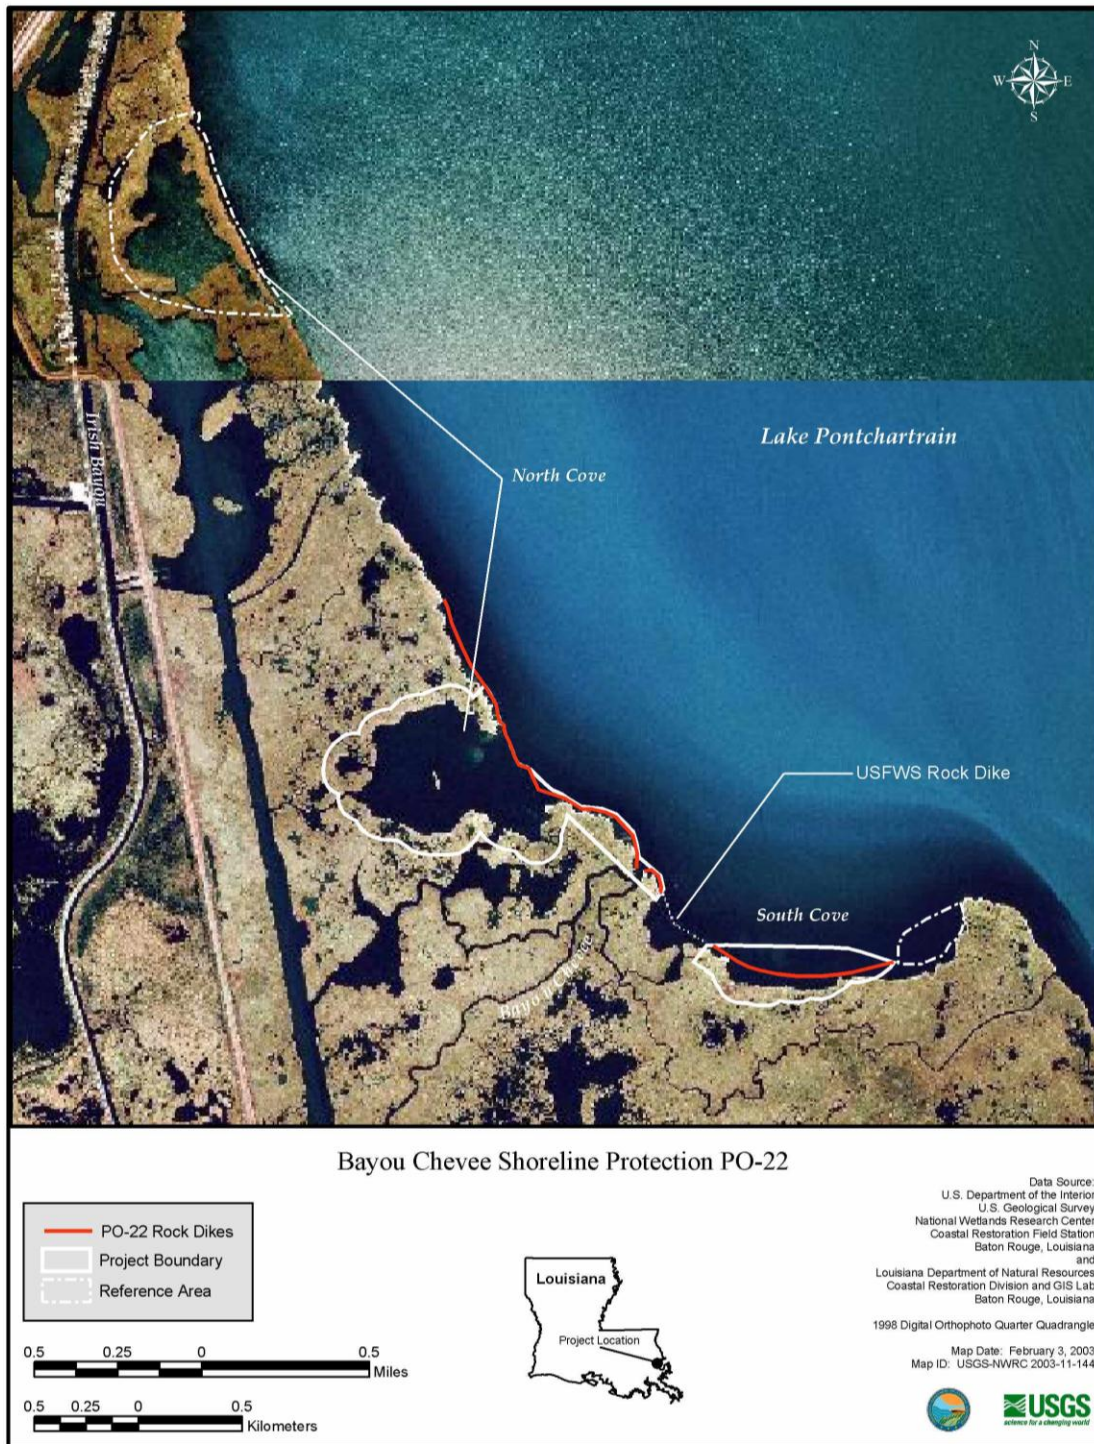 N
W E
S
Irish Bayou
Lake Pontchartrain
North Cove
USFWS Rock Dike
South Cove
Bayou Chevee
Bayou Chevee Shoreline Protection PO-22
PO-22 Rock Dikes
Project Boundary
Reference Area
0.5 0.25 0 0.5
Miles
0.5 0.25 0 0.5
Kilometers
Louisiana
Project Location
Data Source:
U.S. Department of the Interior
U.S. Geological Survey
National Wetlands Research Center
Coastal Restoration Field Station
Baton Rouge, Louisiana
and
Louisiana Department of Natural Resources
Coastal Restoration Division and GIS Lab
Baton Rouge, Louisiana
1998 Digital Orthophoto Quarter Quadrangle
Map Date: February 3, 2003
Map ID: USGS-NWRC 2003-11-144
USGS
science for a changing world